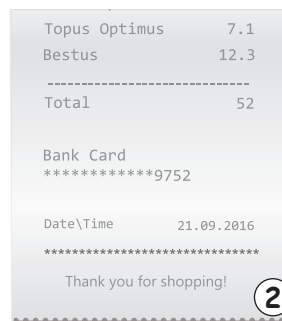 Topus Optimus 7.1
Bestus 12.3
-----------------------------
Total 52
Bank Card
************9752
Date\Time 21.09.2016
********************************
Thank you for shopping!
2